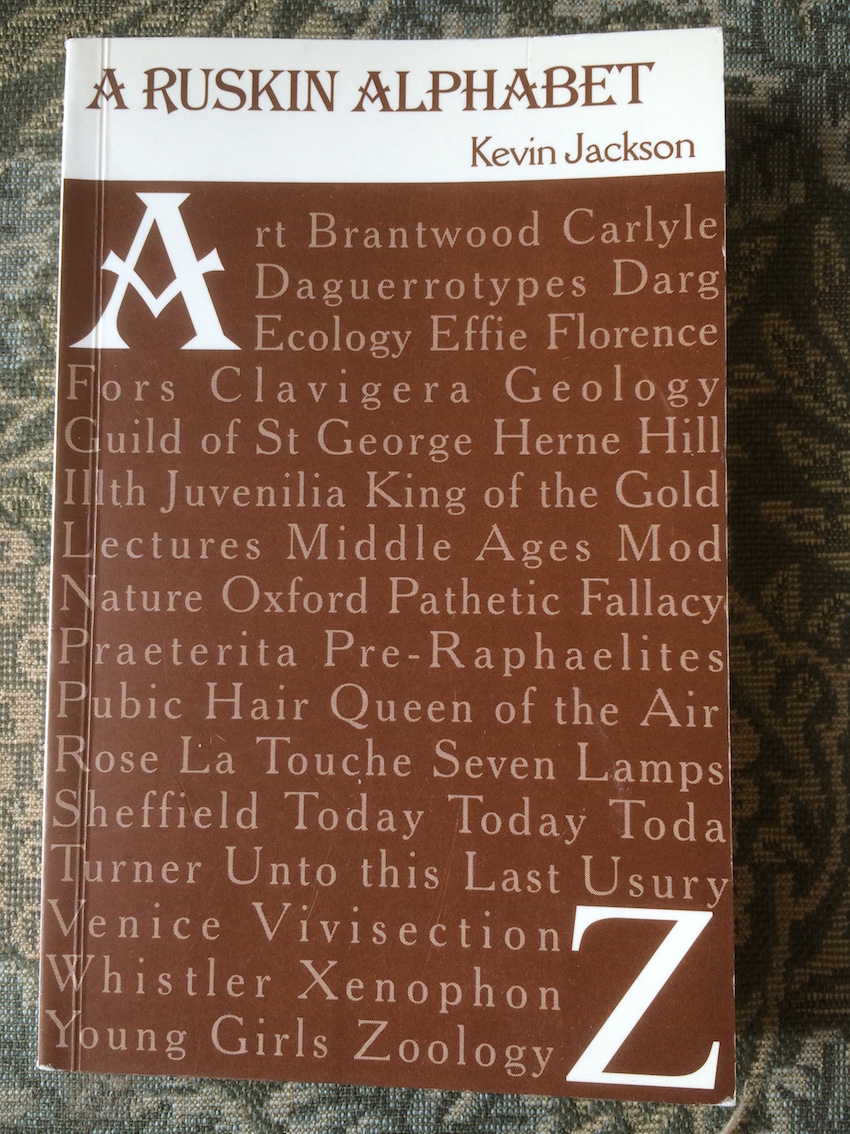 A RUSKIN ALPHABET
Kevin Jackson
Art Brantwood Carlyle
Daguerrotypes Darg
Ecology Effie Florence
Fors Clavigera Geology
Guild of St George Herne Hill
Illth Juvenilia King of the Gold
Lectures Middle Ages Mod
Nature Oxford Pathetic Fallacy
Praeterita Pre-Raphaelites
Pubic Hair Queen of the Air
Rose La Touche Seven Lamps
Sheffield Today Today Toda
Turner Unto this Last Usury
Venice Vivisection
Whistler Xenophon
Young Girls Zoology
Z